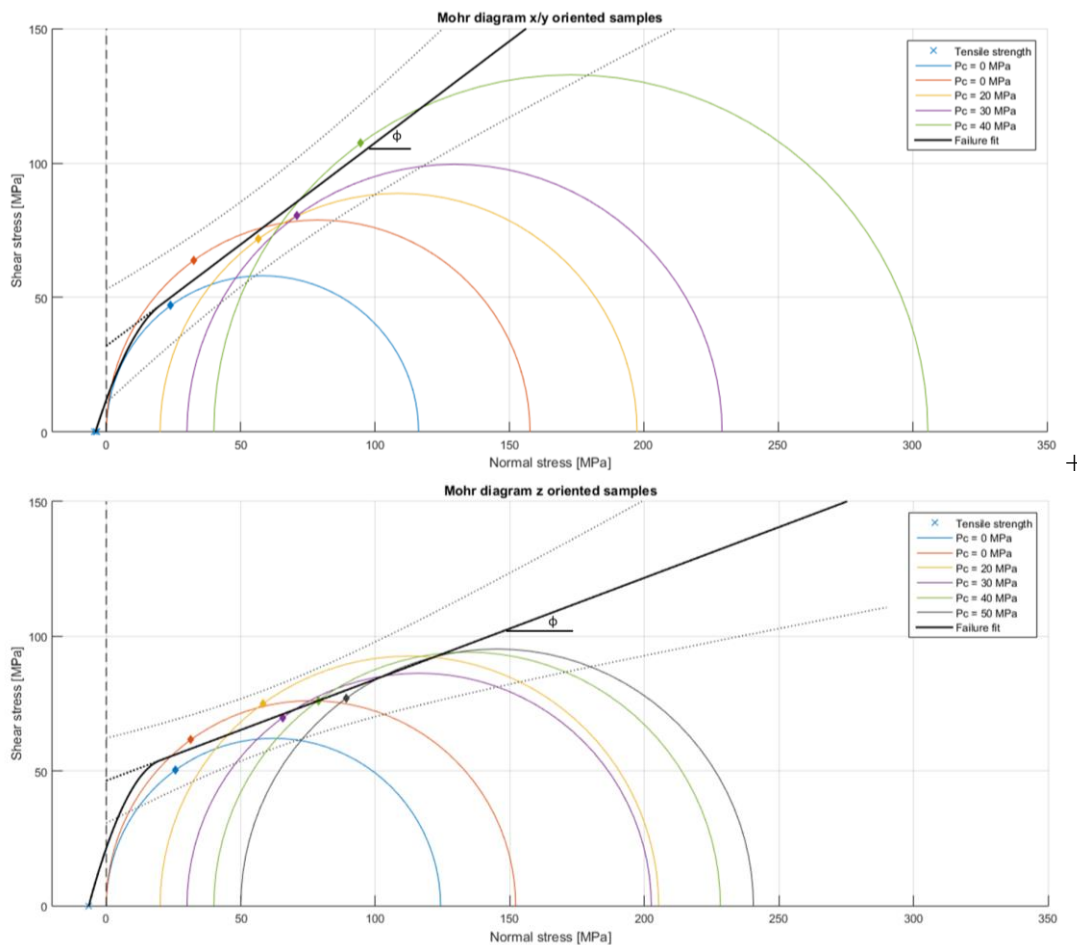 Mohr diagram x/y oriented samples
150
100
50
0
Shear stress [MPa]
ϕ
Tensile strength
Pc = 0 MPa
Pc = 0 MPa
Pc = 20 MPa
Pc = 30 MPa
Pc = 40 MPa
Failure fit
0
50
100
150
200
250
300
350
Normal stress [MPa]
+
Mohr diagram z oriented samples
150
100
50
0
Shear stress [MPa]
ϕ
Tensile strength
Pc = 0 MPa
Pc = 0 MPa
Pc = 20 MPa
Pc = 30 MPa
Pc = 40 MPa
Pc = 50 MPa
Failure fit
0
50
100
150
200
250
300
350
Normal stress [MPa]